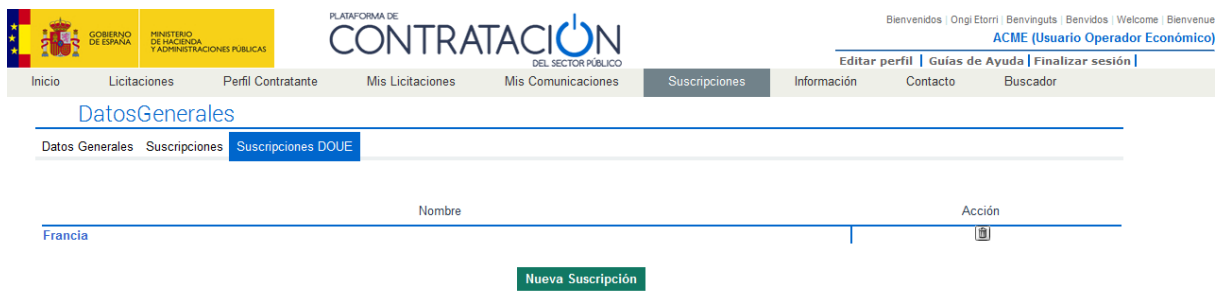 GOBIERNO
DE ESPAÑA
MINISTERIO
DE HACIENDA
Y ADMINISTRACIONES PÚBLICAS
PLATAFORMA DE
CONTRATACIÓN
DEL SECTOR PÚBLICO
Bienvenidos | Ongi Etorri | Benvinguts | Benvidos | Welcome | Bienvenue
ACME (Usuario Operador Económico)
Editar perfil | Guías de Ayuda | Finalizar sesión |
Inicio Licitaciones Perfil Contratante Mis Licitaciones Mis Comunicaciones Suscripciones Información Contacto Buscador
DatosGenerales
Datos Generales Suscripciones Suscripciones DOUE
Nombre Acción
Francia
Nueva Suscripción